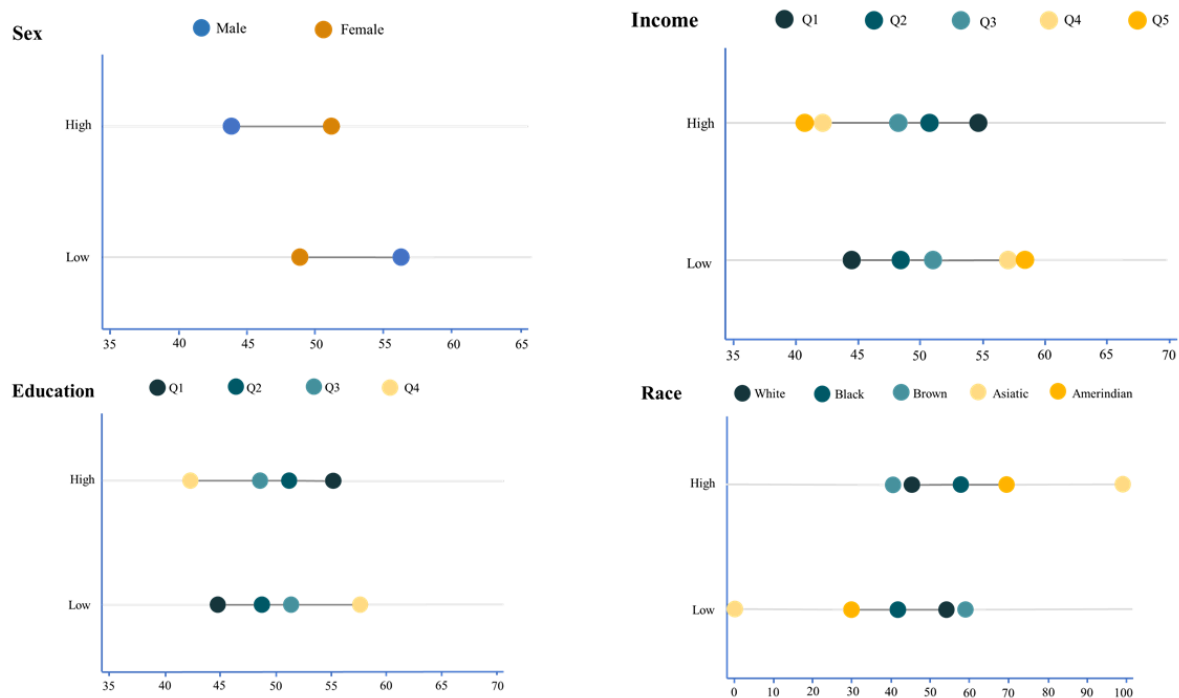 Sex
Male
Female
High
Low
35 40 45 50 55 60 65
Income
Q1 Q2 Q3 Q4 Q5
High
Low
35 40 45 50 55 60 65 70
Education
Q1 Q2 Q3 Q4
High
Low
35 40 45 50 55 60 65 70
Race
White Black Brown Asiatic Amerindian
High
Low
0 10 20 30 40 50 60 70 80 90 100